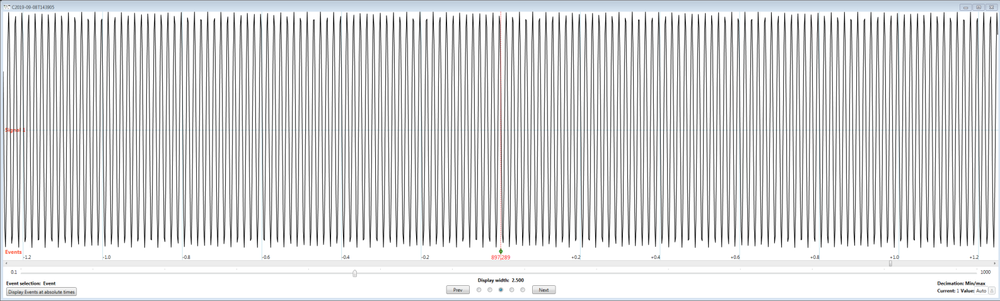 C2019-09-08T143905
Signal 1
Events
-1.2 -1.0 -0.8 -0.6 -0.4 -0.2 897.289 +0.2 +0.4 +0.6 +0.8 +1.0 +1.2
0.1 1000
Display width: 2.500
Event selection: Event
Display Events at absolute times
Prev Next
Decimation: Min/max
Current: 1 Value: Auto